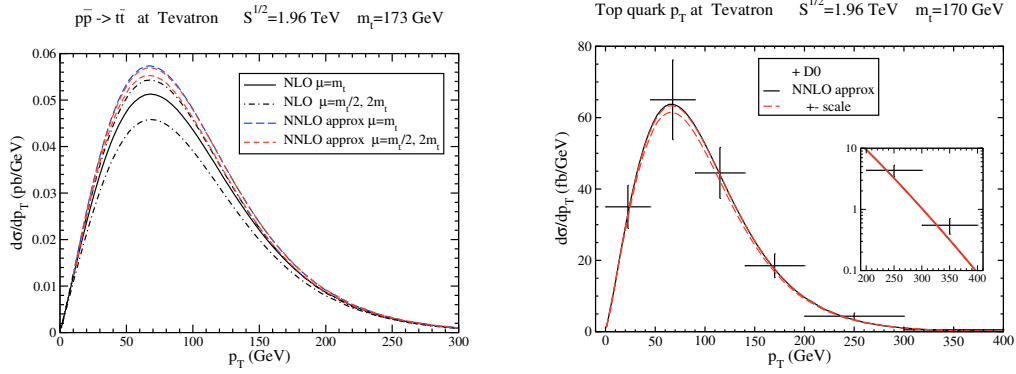 pp̅ -> tt̅ at Tevatron S^1/2=1.96 TeV m_t=173 GeV
0.06
0.05
0.04
0.03
0.02
0.01
0
dσ/dp_T (pb/GeV)
NLO μ=m_t
NLO μ=m_t/2, 2m_t
NNLO approx μ=m_t
NNLO approx μ=m_t/2, 2m_t
0 50 100 150 200 250 300
p_T (GeV)
Top quark p_T at Tevatron S^1/2=1.96 TeV m_t=170 GeV
80
60
40
20
0
dσ/dp_T (fb/GeV)
+ D0
NNLO approx
+- scale
10
1
0.1
200 250 300 350 400
0 50 100 150 200 250 300 400
p_T (GeV)